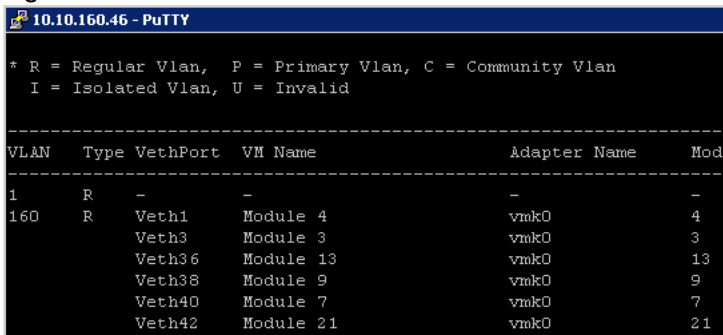 10.10.160.46 - PuTTY
* R = Regular Vlan, P = Primary Vlan, C = Community Vlan
I = Isolated Vlan, U = Invalid
VLAN Type VethPort VM Name Adapter Name Mod
1 R - - - -
160 R Veth1 Module 4 vmk0 4
Veth3 Module 3 vmk0 3
Veth36 Module 13 vmk0 13
Veth38 Module 9 vmk0 9
Veth40 Module 7 vmk0 7
Veth42 Module 21 vmk0 21